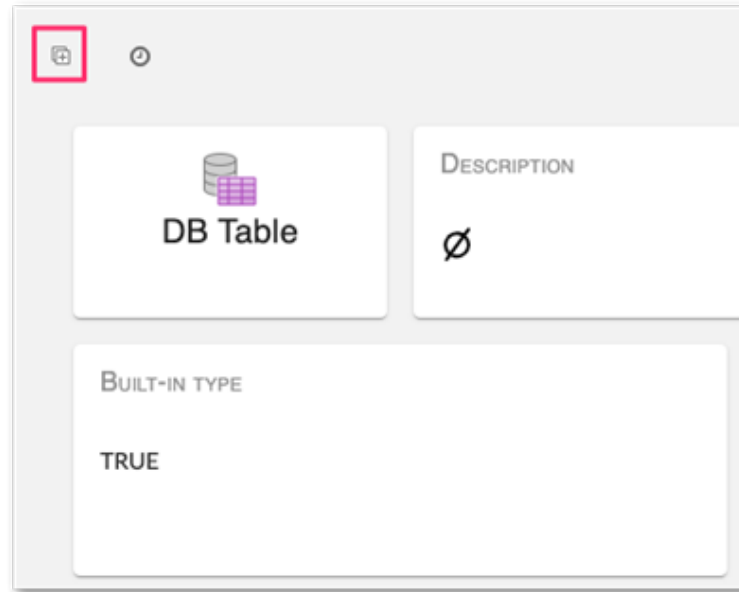 DB Table
DESCRIPTION
Ø
BUILT-IN TYPE
TRUE